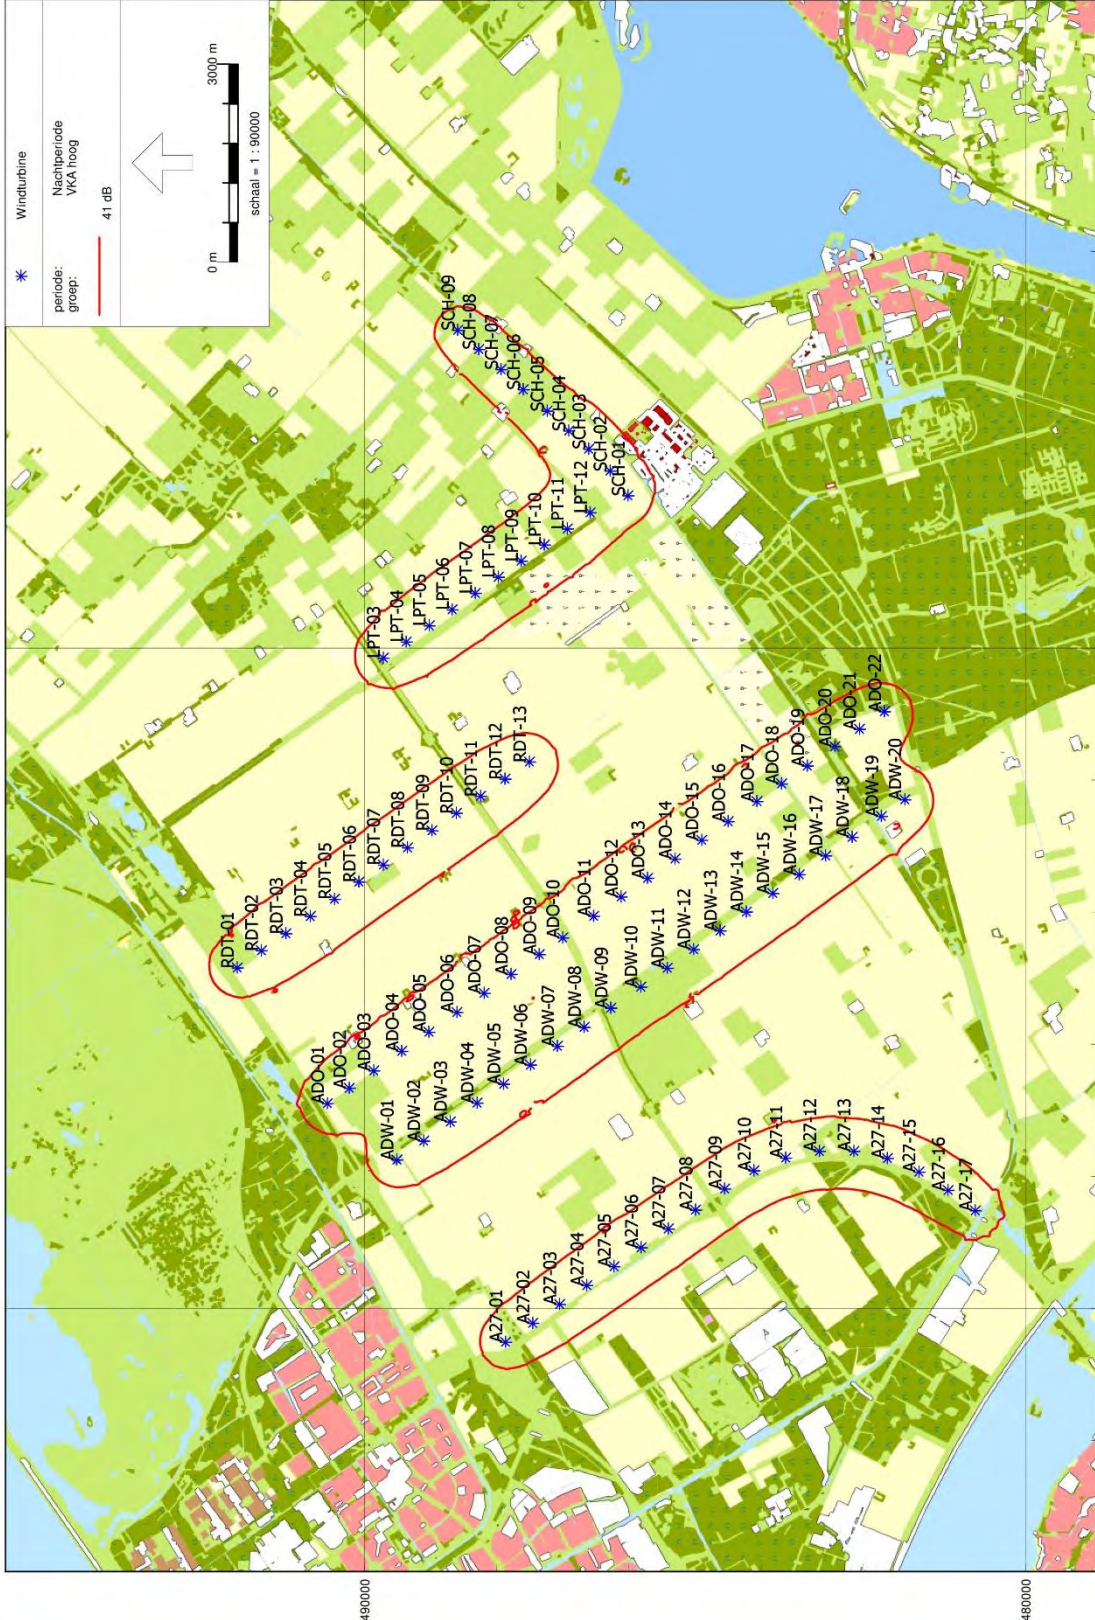 Windturbine
periode: Nachtperiode
groep: VKA hoog
41 dB
0 m 3000 m
schaal = 1 : 90000
SCH-09
SCH-08
SCH-07
SCH-06
SCH-05
SCH-04
SCH-03
SCH-02
SCH-01
LPT-03
LPT-04
LPT-05
LPT-06
LPT-07
LPT-08
LPT-09
LPT-10
LPT-11
LPT-12
RDT-01
RDT-02
RDT-03
RDT-04
RDT-05
RDT-06
RDT-07
RDT-08
RDT-09
RDT-10
RDT-11
RDT-12
RDT-13
ADO-01
ADO-02
ADO-03
ADO-04
ADO-05
ADO-06
ADO-07
ADO-08
ADO-09
ADO-10
ADO-11
ADO-12
ADO-13
ADO-14
ADO-15
ADO-16
ADO-17
ADO-18
ADO-19
ADO-20
ADO-21
ADO-22
ADW-01
ADW-02
ADW-03
ADW-04
ADW-05
ADW-06
ADW-07
ADW-08
ADW-09
ADW-10
ADW-11
ADW-12
ADW-13
ADW-14
ADW-15
ADW-16
ADW-17
ADW-18
ADW-19
ADW-20
A27-01
A27-02
A27-03
A27-04
A27-05
A27-06
A27-07
A27-08
A27-09
A27-10
A27-11
A27-12
A27-13
A27-14
A27-15
A27-16
A27-17
490000
480000